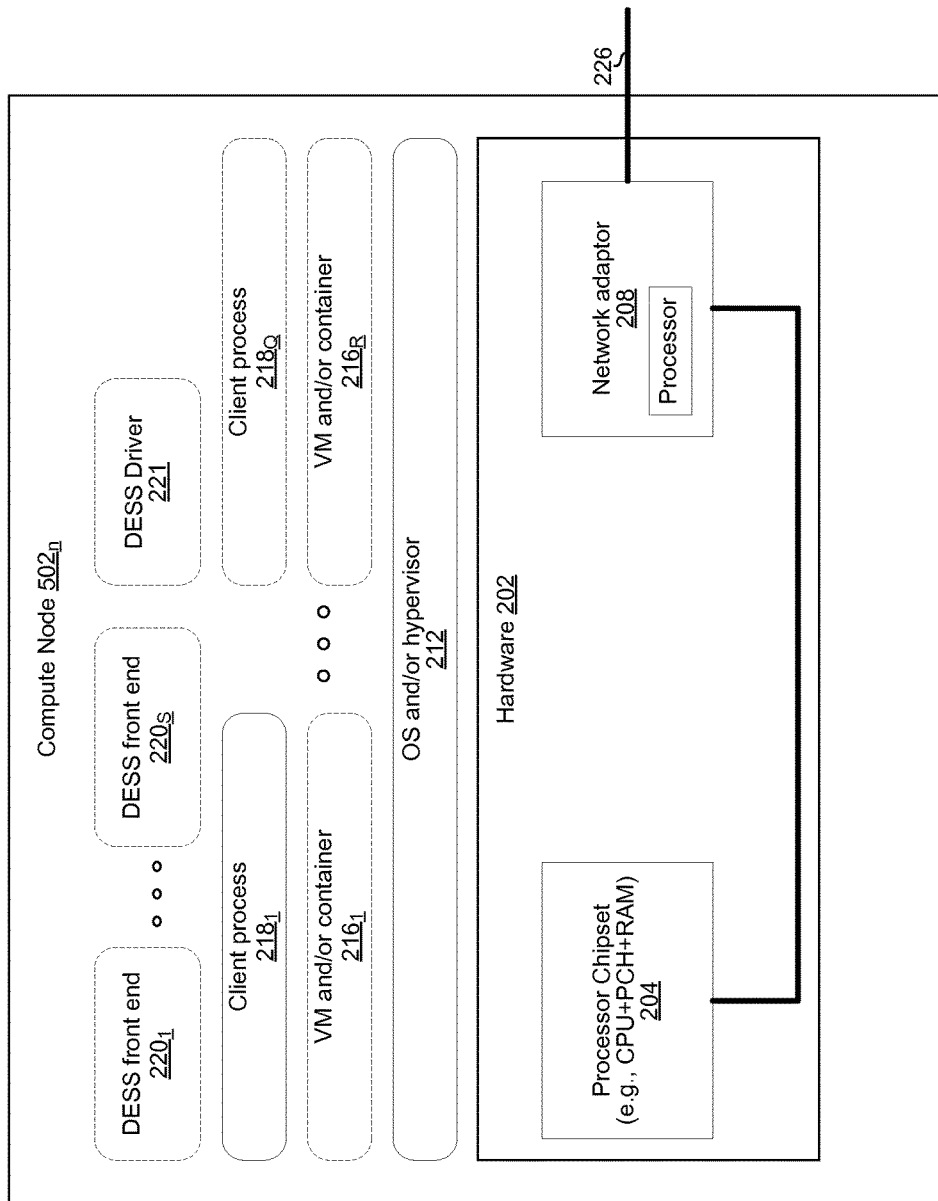 Compute Node 502n
DESS front end
2201
DESS front end
220S
DESS Driver
221
Client process
2181
Client process
218Q
VM and/or container
2161
VM and/or container
216R
OS and/or hypervisor
212
Hardware 202
Processor Chipset
(e.g., CPU+PCH+RAM)
204
Network adaptor
208
Processor
226